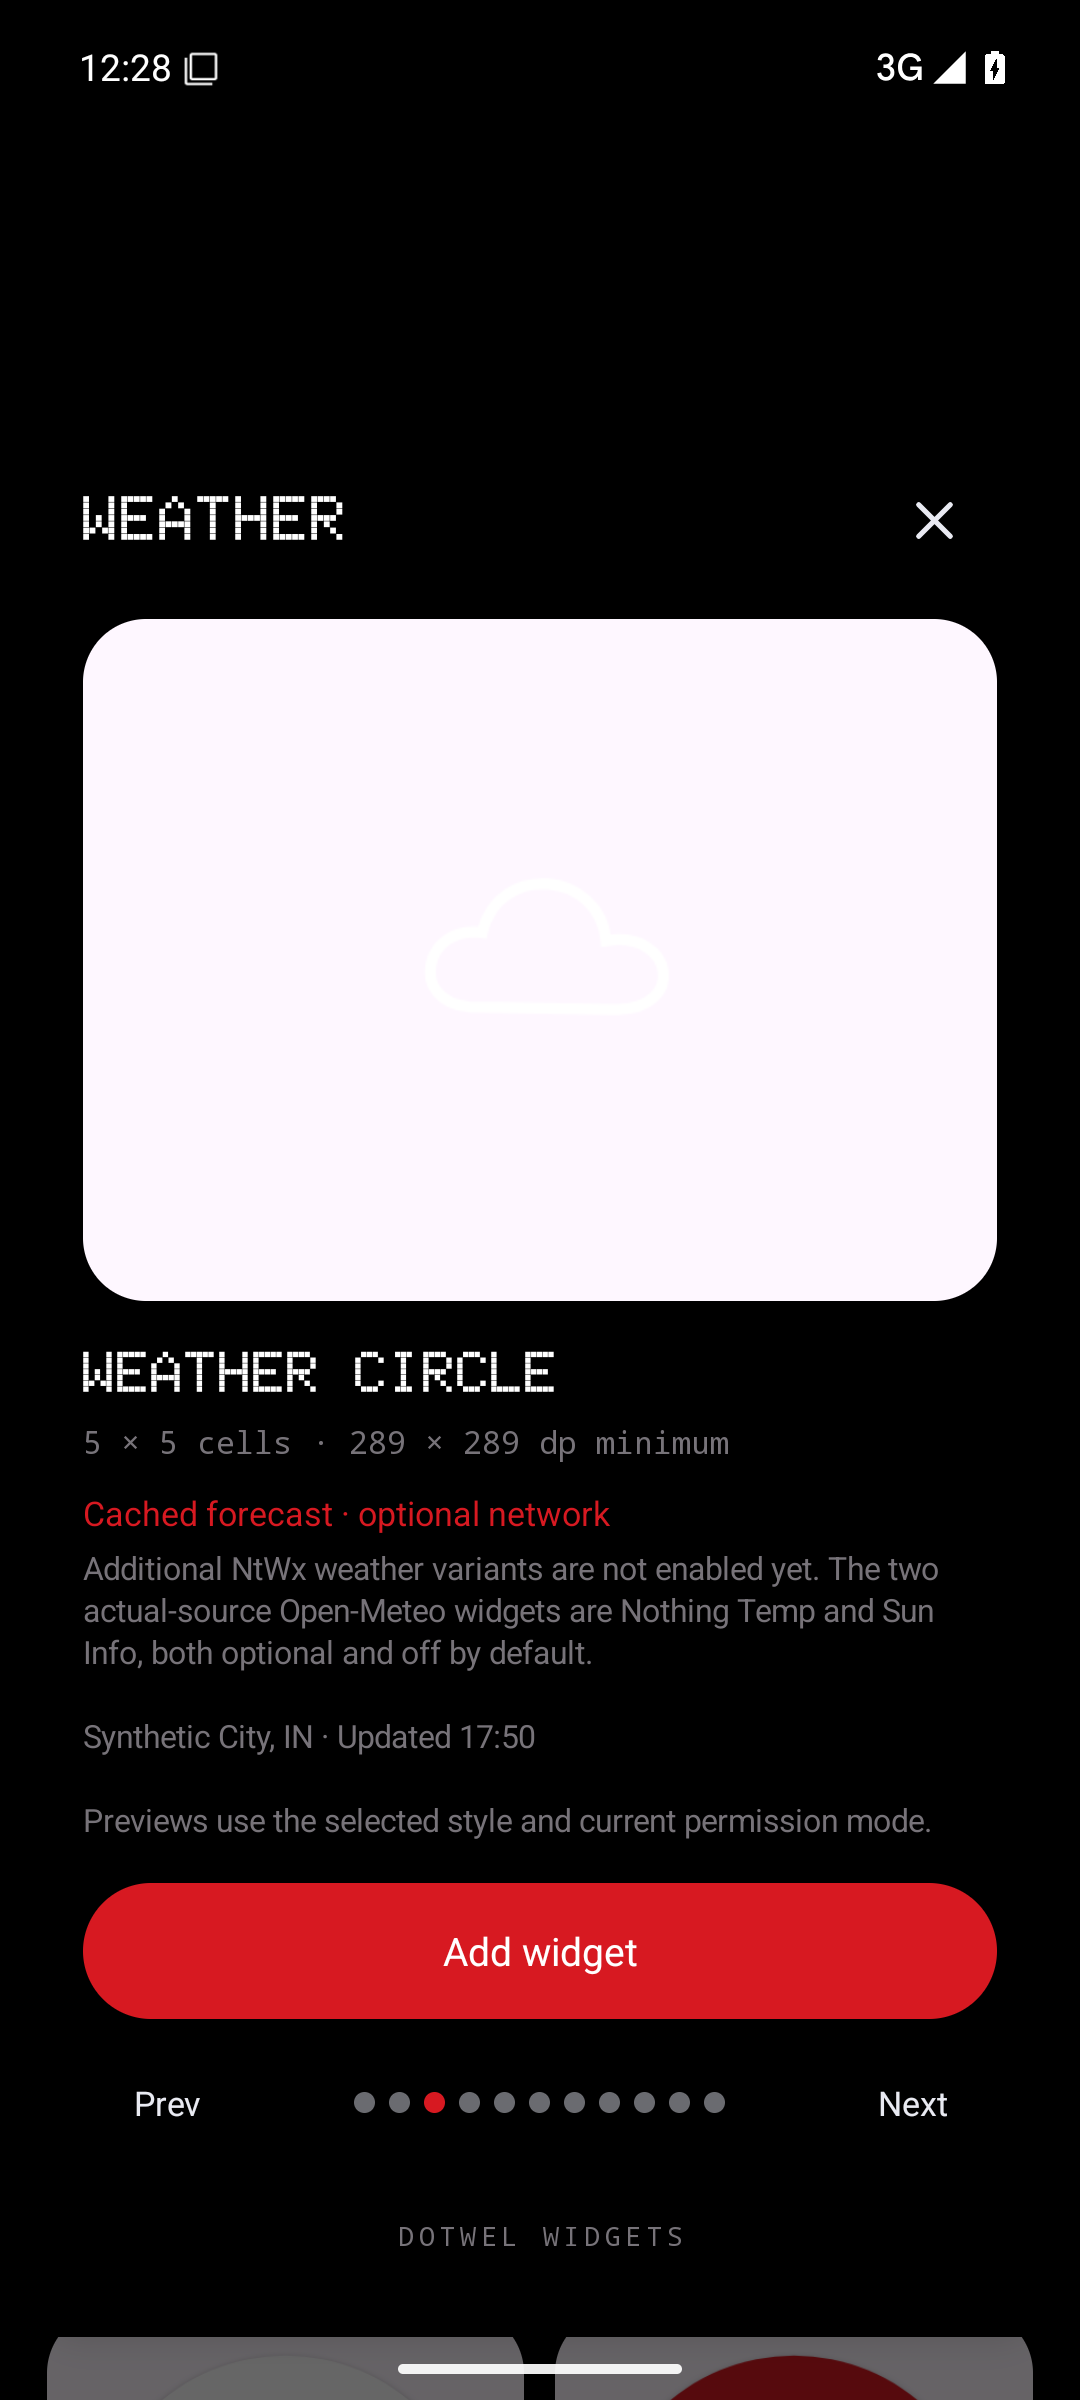 12:28
3G
WEATHER
WEATHER CIRCLE
5 × 5 cells · 289 × 289 dp minimum
Cached forecast · optional network
Additional NtWx weather variants are not enabled yet. The two
actual-source Open-Meteo widgets are Nothing Temp and Sun
Info, both optional and off by default.
Synthetic City, IN · Updated 17:50
Previews use the selected style and current permission mode.
Add widget
Prev
Next
DOTWEL WIDGETS